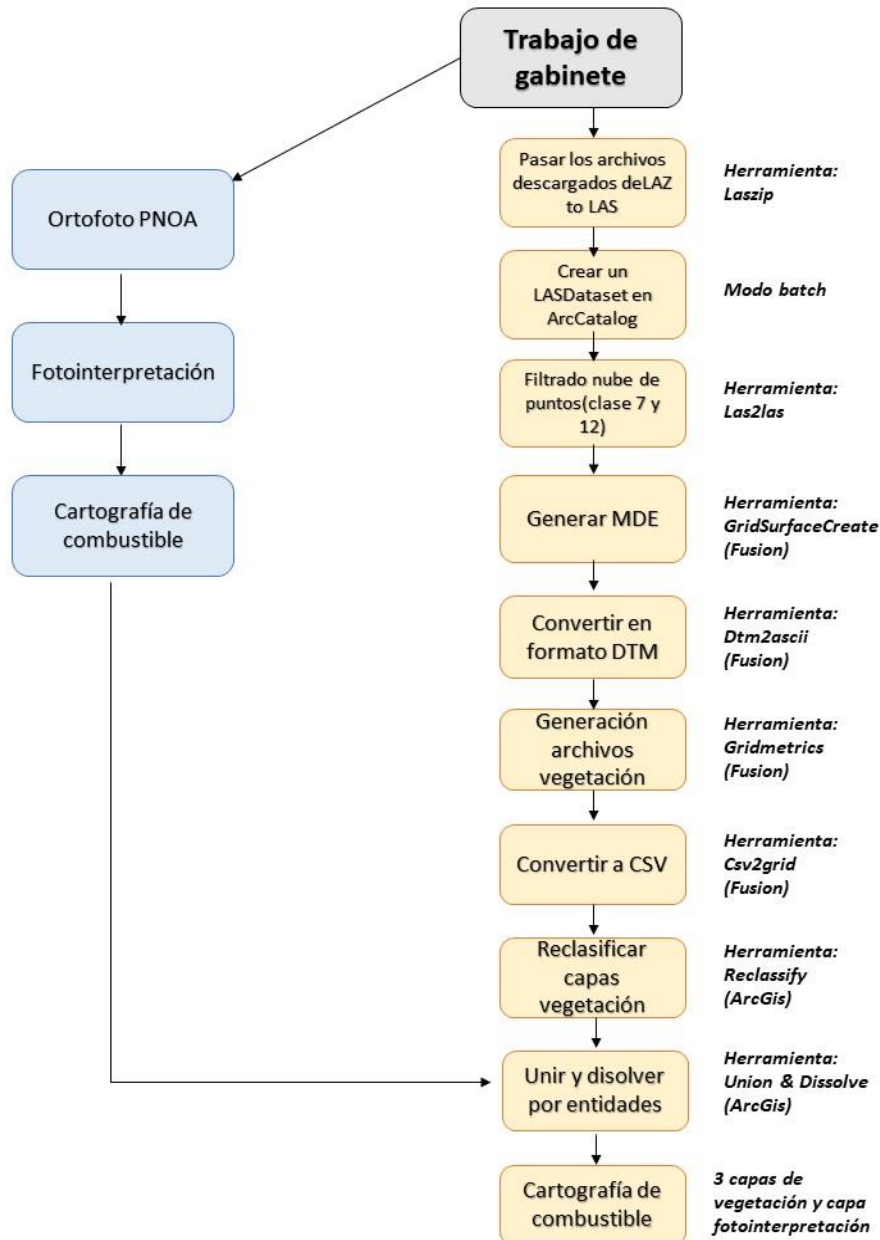 Trabajo de
gabinete
Pasar los archivos
descargados deLAZ
to LAS
Herramienta:
Laszip
Ortofoto PNOA
Crear un
LASDataset en
ArcCatalog
Modo batch
Fotointerpretación
Filtrado nube de
puntos(clase 7 y
12)
Herramienta:
Las2las
Cartografía de
combustible
Generar MDE
Herramienta:
GridSurfaceCreate
(Fusion)
Convertir en
formato DTM
Herramienta:
Dtm2ascii
(Fusion)
Generación
archivos
vegetación
Herramienta:
Gridmetrics
(Fusion)
Convertir a CSV
Herramienta:
Csv2grid
(Fusion)
Reclasificar
capas
vegetación
Herramienta:
Reclassify
(ArcGis)
Unir y disolver
por entidades
Herramienta:
Union & Dissolve
(ArcGis)
Cartografía de
combustible
3 capas de
vegetación y capa
fotointerpretación